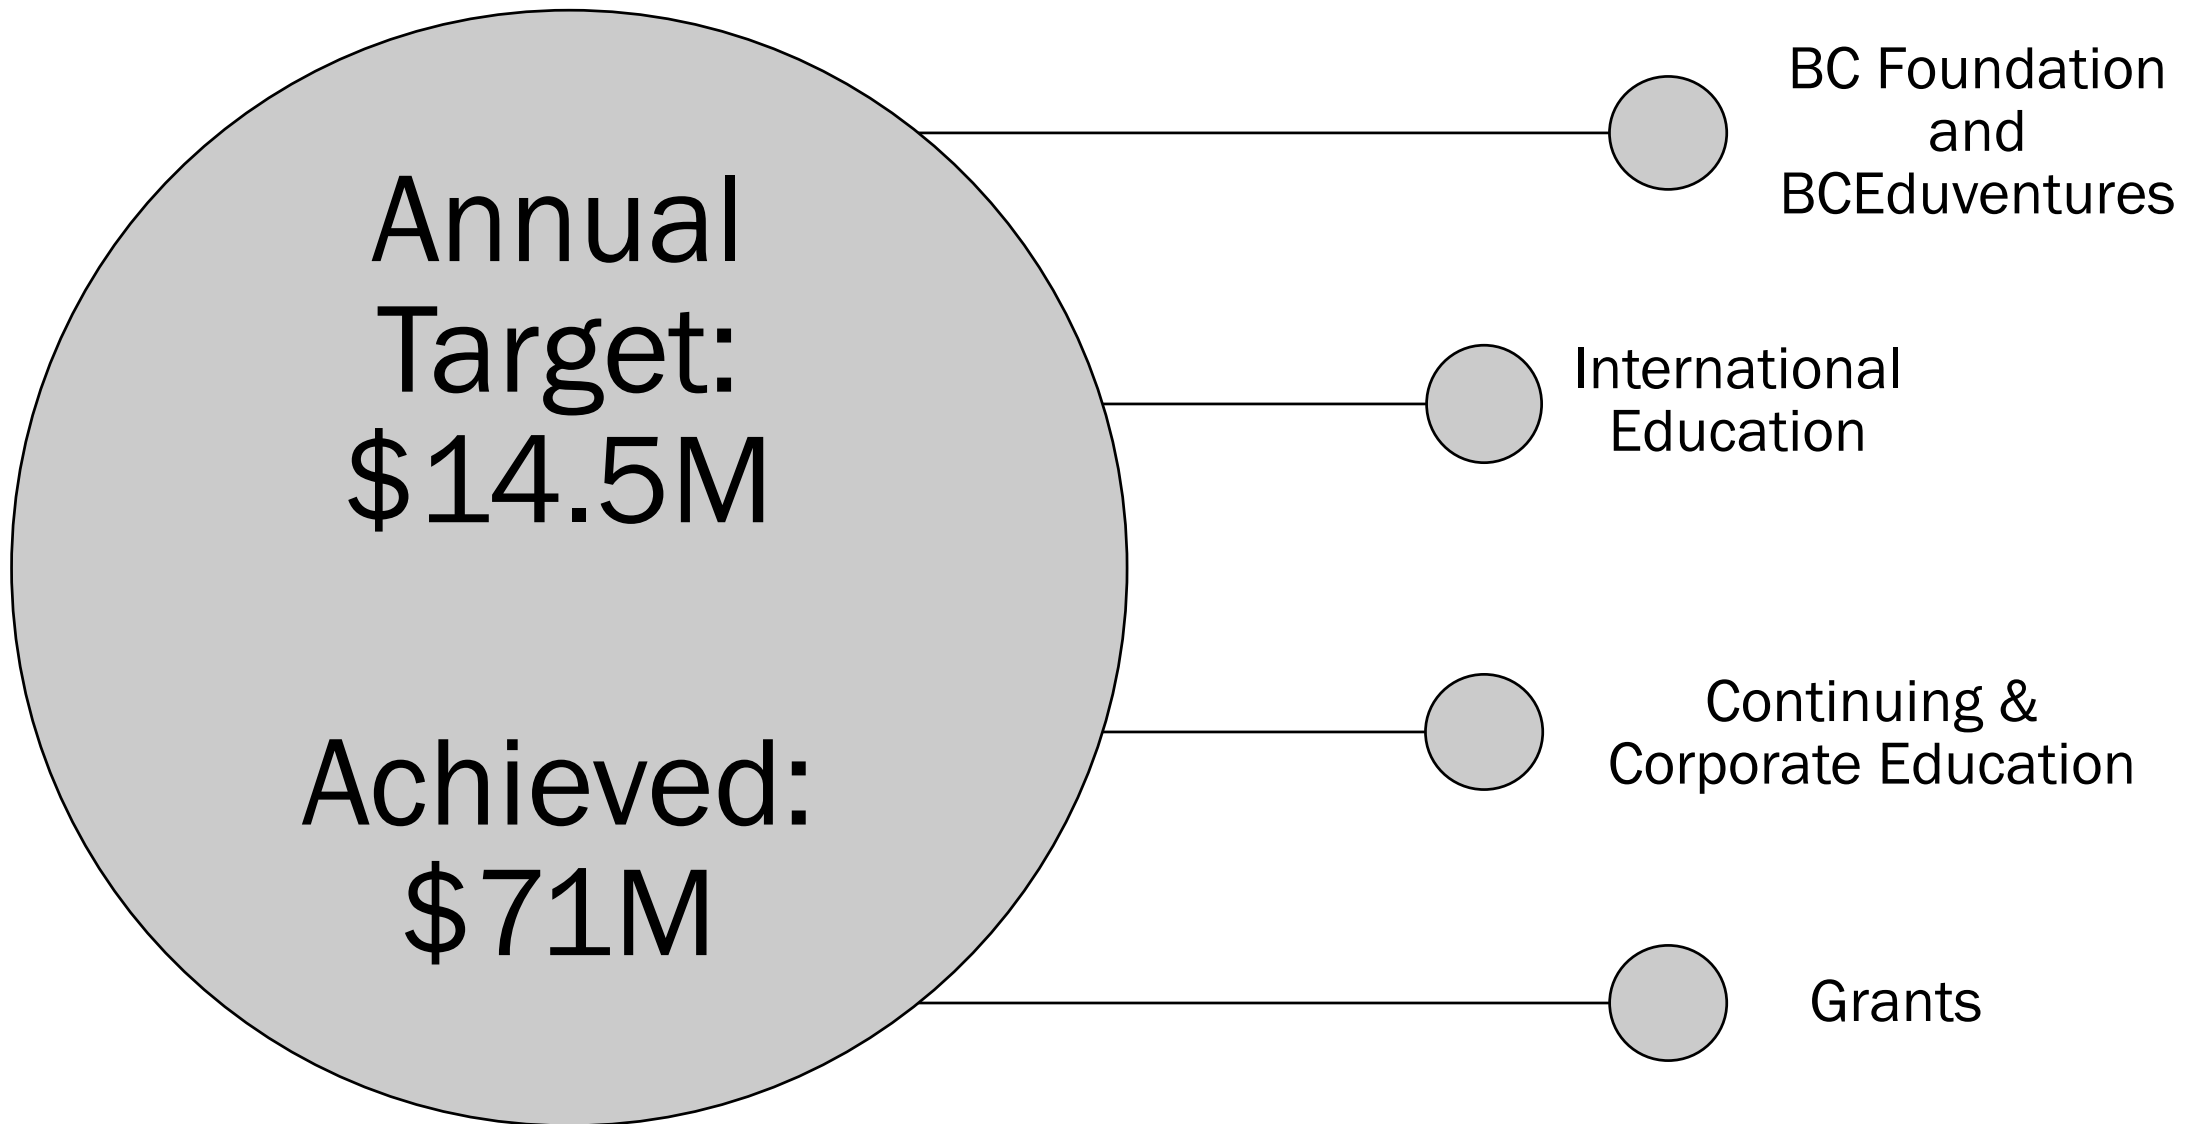 Annual
Target:
$14.5M
Achieved:
$71M
BC Foundation
and
BCEduventures
International
Education
Continuing &
Corporate Education
Grants